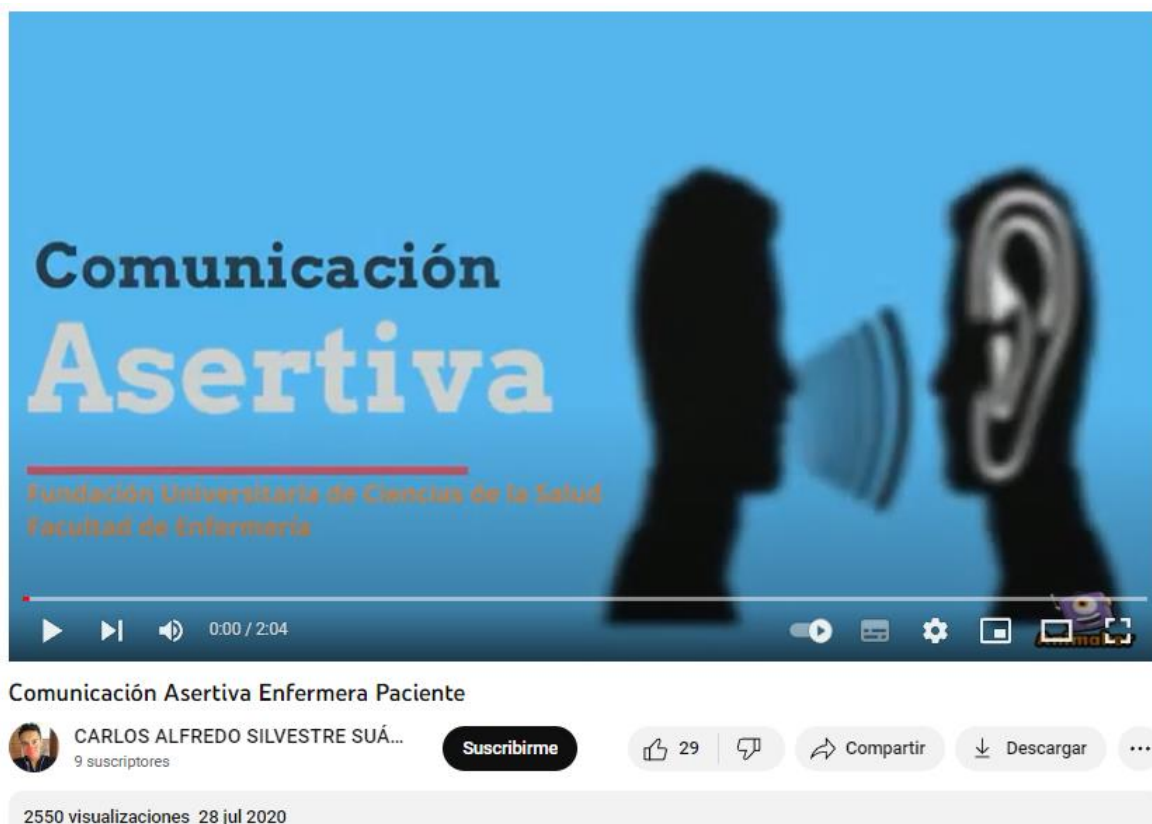 Comunicación
Asertiva
Fundación Universitaria de Ciencias de la Salud
Facultad de Enfermería
0:00 / 2:04
Comunicación Asertiva Enfermera Paciente
CARLOS ALFREDO SILVESTRE SUÁ...
9 suscriptores
Suscribirme
29
Compartir
Descargar
2550 visualizaciones 28 jul 2020